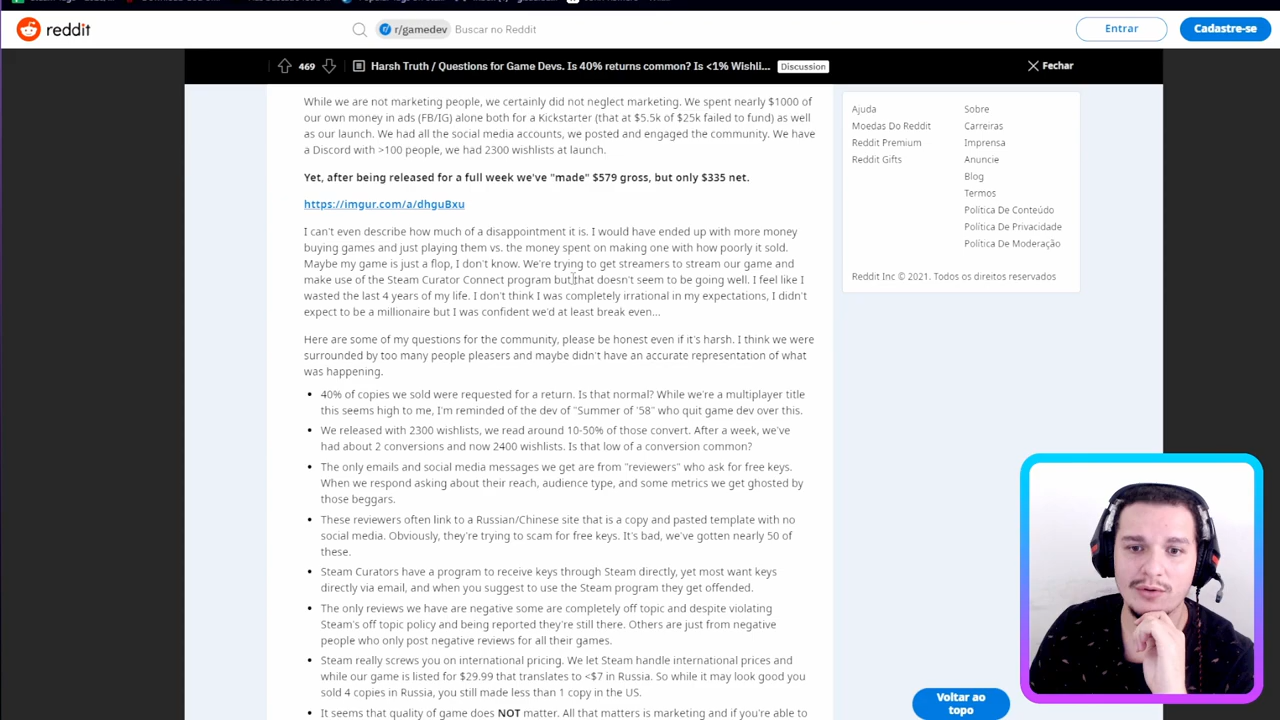 reddit
r/gamedev
Buscar no Reddit
Entrar
Cadastre-se
469
Harsh Truth / Questions for Game Devs. Is 40% returns common? Is <1% Wishli...
Discussion
Fechar
While we are not marketing people, we certainly did not neglect marketing. We spent nearly $1000 of
our own money in ads (FB/IG) alone both for a Kickstarter (that at $5.5k of $25k failed to fund) as well
as our launch. We had all the social media accounts, we posted and engaged the community. We have
a Discord with >100 people, we had 2300 wishlists at launch.
Yet, after being released for a full week we've "made" $579 gross, but only $335 net.
https://imgur.com/a/dhguBxu
I can't even describe how much of a disappointment it is. I would have ended up with more money
buying games and just playing them vs. the money spent on making one with how poorly it sold.
Maybe my game is just a flop, I don't know. We're trying to get streamers to stream our game and
make use of the Steam Curator Connect program but that doesn't seem to be going well. I feel like I
wasted the last 4 years of my life. I don't think I was completely irrational in my expectations, I didn't
expect to be a millionaire but I was confident we'd at least break even...
Here are some of my questions for the community, please be honest even if it's harsh. I think we were
surrounded by too many people pleasers and maybe didn't have an accurate representation of what
was happening.
• 40% of copies we sold were requested for a return. Is that normal? While we're a multiplayer title
this seems high to me, I'm reminded of the dev of "Summer of '58" who quit game dev over this.
• We released with 2300 wishlists, we read around 10-50% of those convert. After a week, we've
had about 2 conversions and now 2400 wishlists. Is that low of a conversion common?
• The only emails and social media messages we get are from "reviewers" who ask for free keys.
When we respond asking about their reach, audience type, and some metrics we get ghosted by
those beggars.
• These reviewers often link to a Russian/Chinese site that is a copy and pasted template with no
social media. Obviously, they're trying to scam for free keys. It's bad, we've gotten nearly 50 of
these.
• Steam Curators have a program to receive keys through Steam directly, yet most want keys
directly via email, and when you suggest to use the Steam program they get offended.
• The only reviews we have are negative some are completely off topic and despite violating
Steam's off topic policy and being reported they're still there. Others are just from negative
people who only post negative reviews for all their games.
• Steam really screws you on international pricing. We let Steam handle international prices and
while our game is listed for $29.99 that translates to <$7 in Russia. So while it may look good you
sold 4 copies in Russia, you still made less than 1 copy in the US.
• It seems that quality of game does NOT matter. All that matters is marketing and if you're able to
Ajuda
Moedas Do Reddit
Reddit Premium
Reddit Gifts
Sobre
Carreiras
Imprensa
Anuncie
Blog
Termos
Política De Conteúdo
Política De Privacidade
Política De Moderação
Reddit Inc © 2021. Todos os direitos reservados
Voltar ao
topo